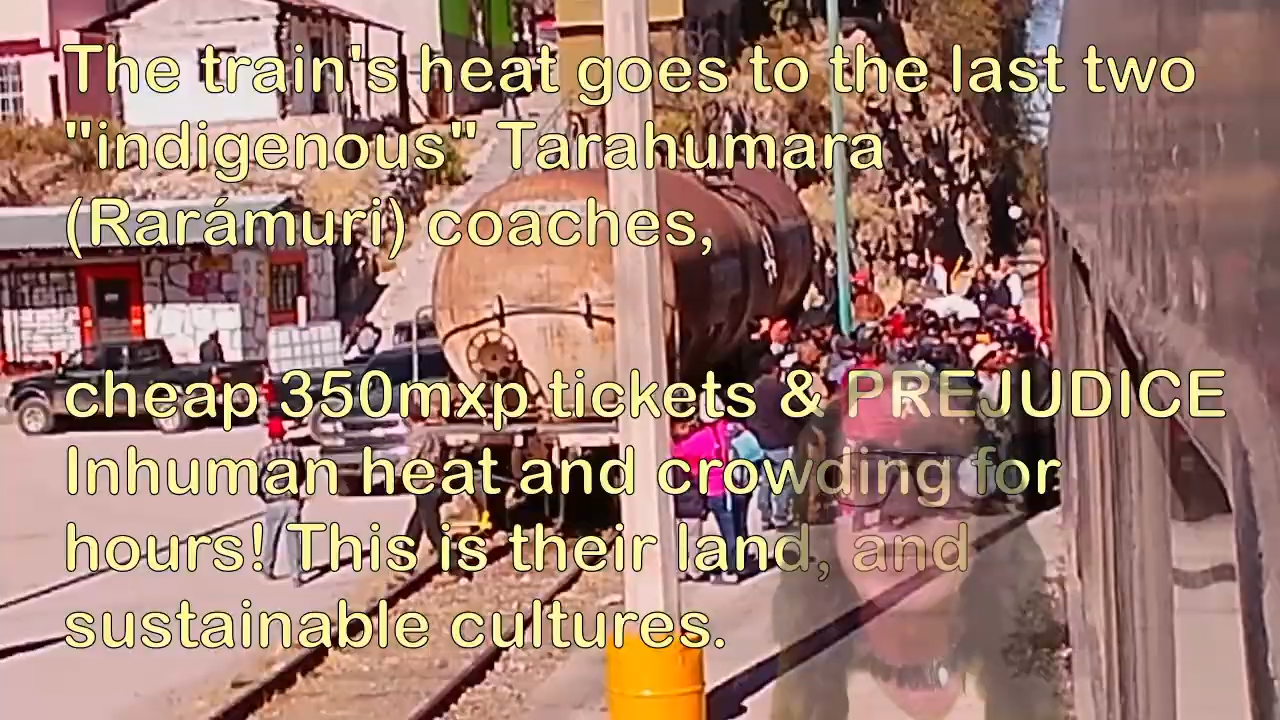 The train's heat goes to the last two
"indigenous" Tarahumara
(Rarámuri) coaches,
cheap 350mxp tickets & PREJUDICE
Inhuman heat and crowding for
hours! This is their land, and
sustainable cultures.